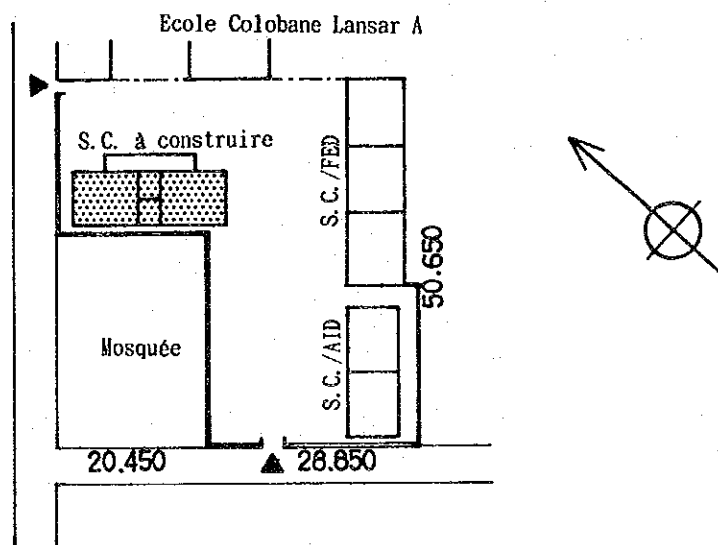 Ecole Colobane Lansar A
S.C. à construire
S.C./FED
50.650
Mosquée
S.C./AID
20.450
28.850